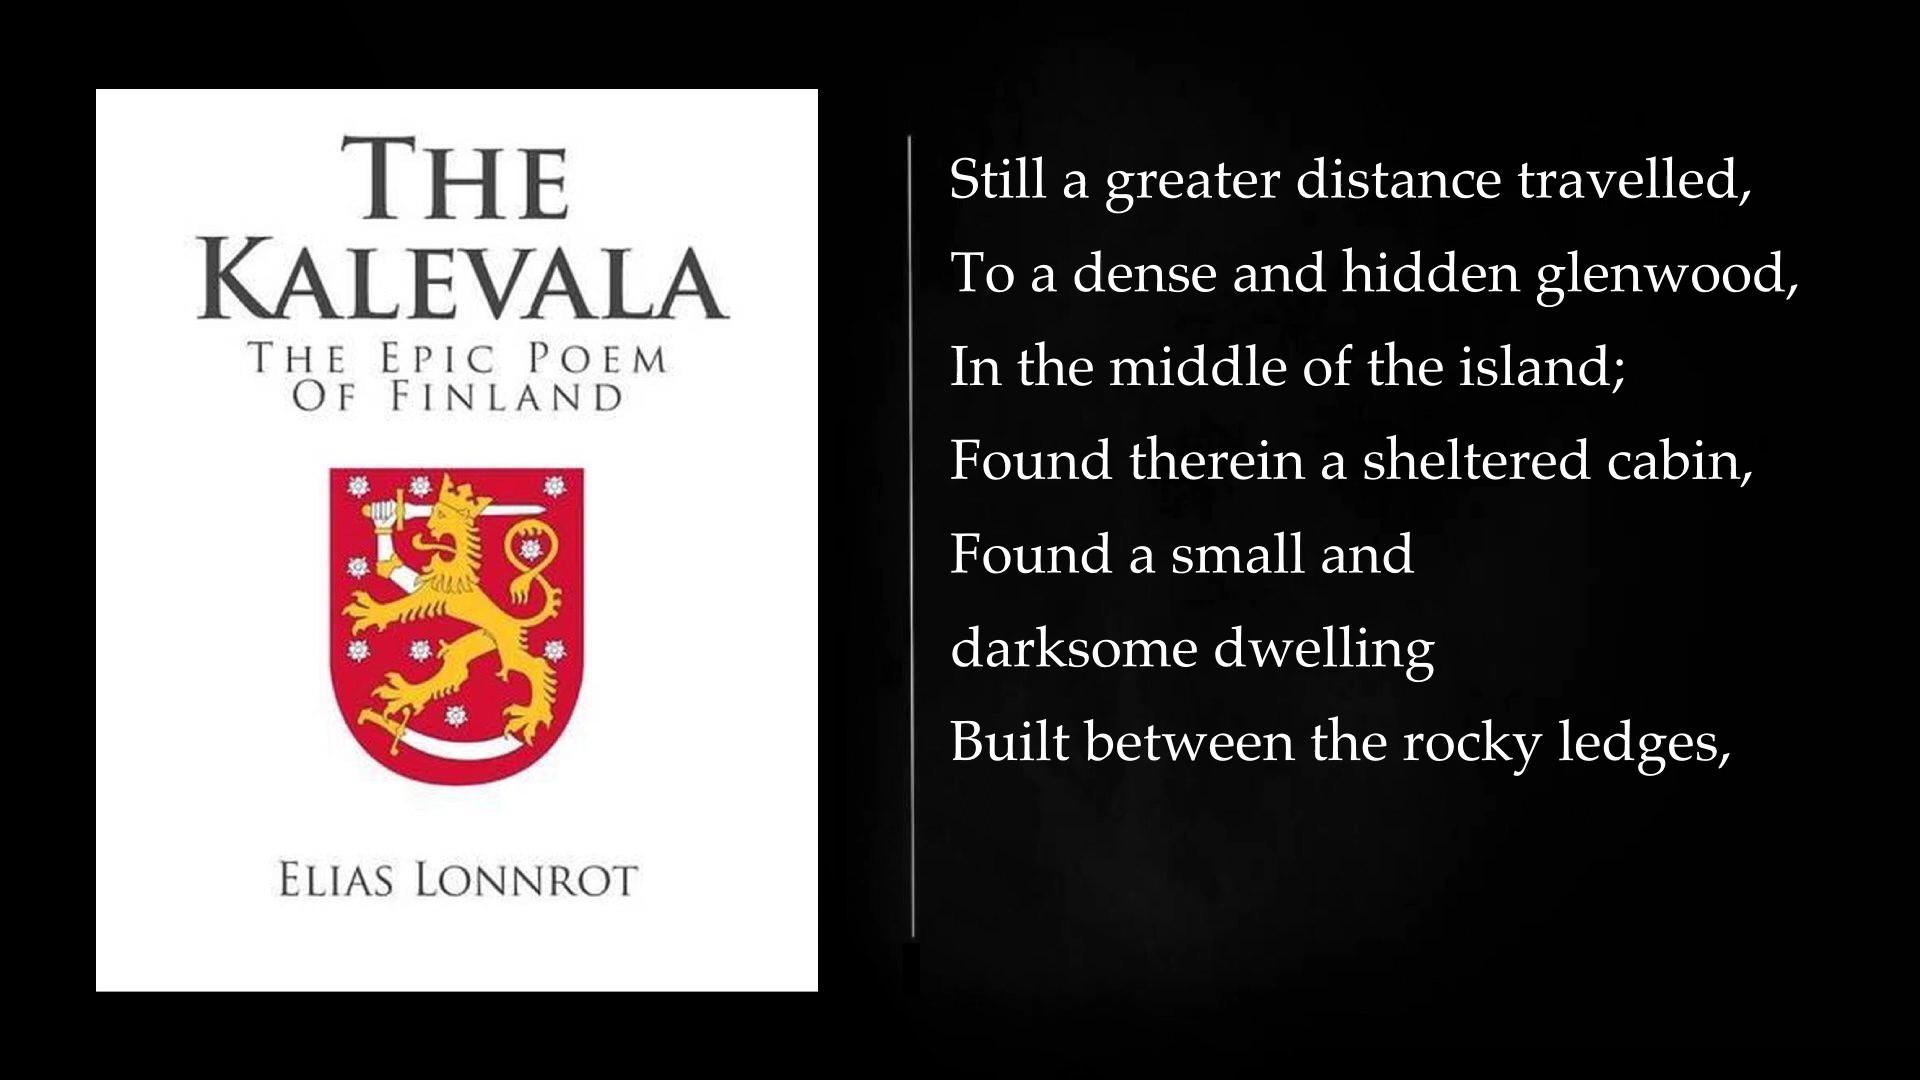 THE
KALEVALA
THE EPIC POEM
OF FINLAND
ELIAS LONNROT
Still a greater distance travelled,
To a dense and hidden glenwood,
In the middle of the island;
Found therein a sheltered cabin,
Found a small and
darksome dwelling
Built between the rocky ledges,